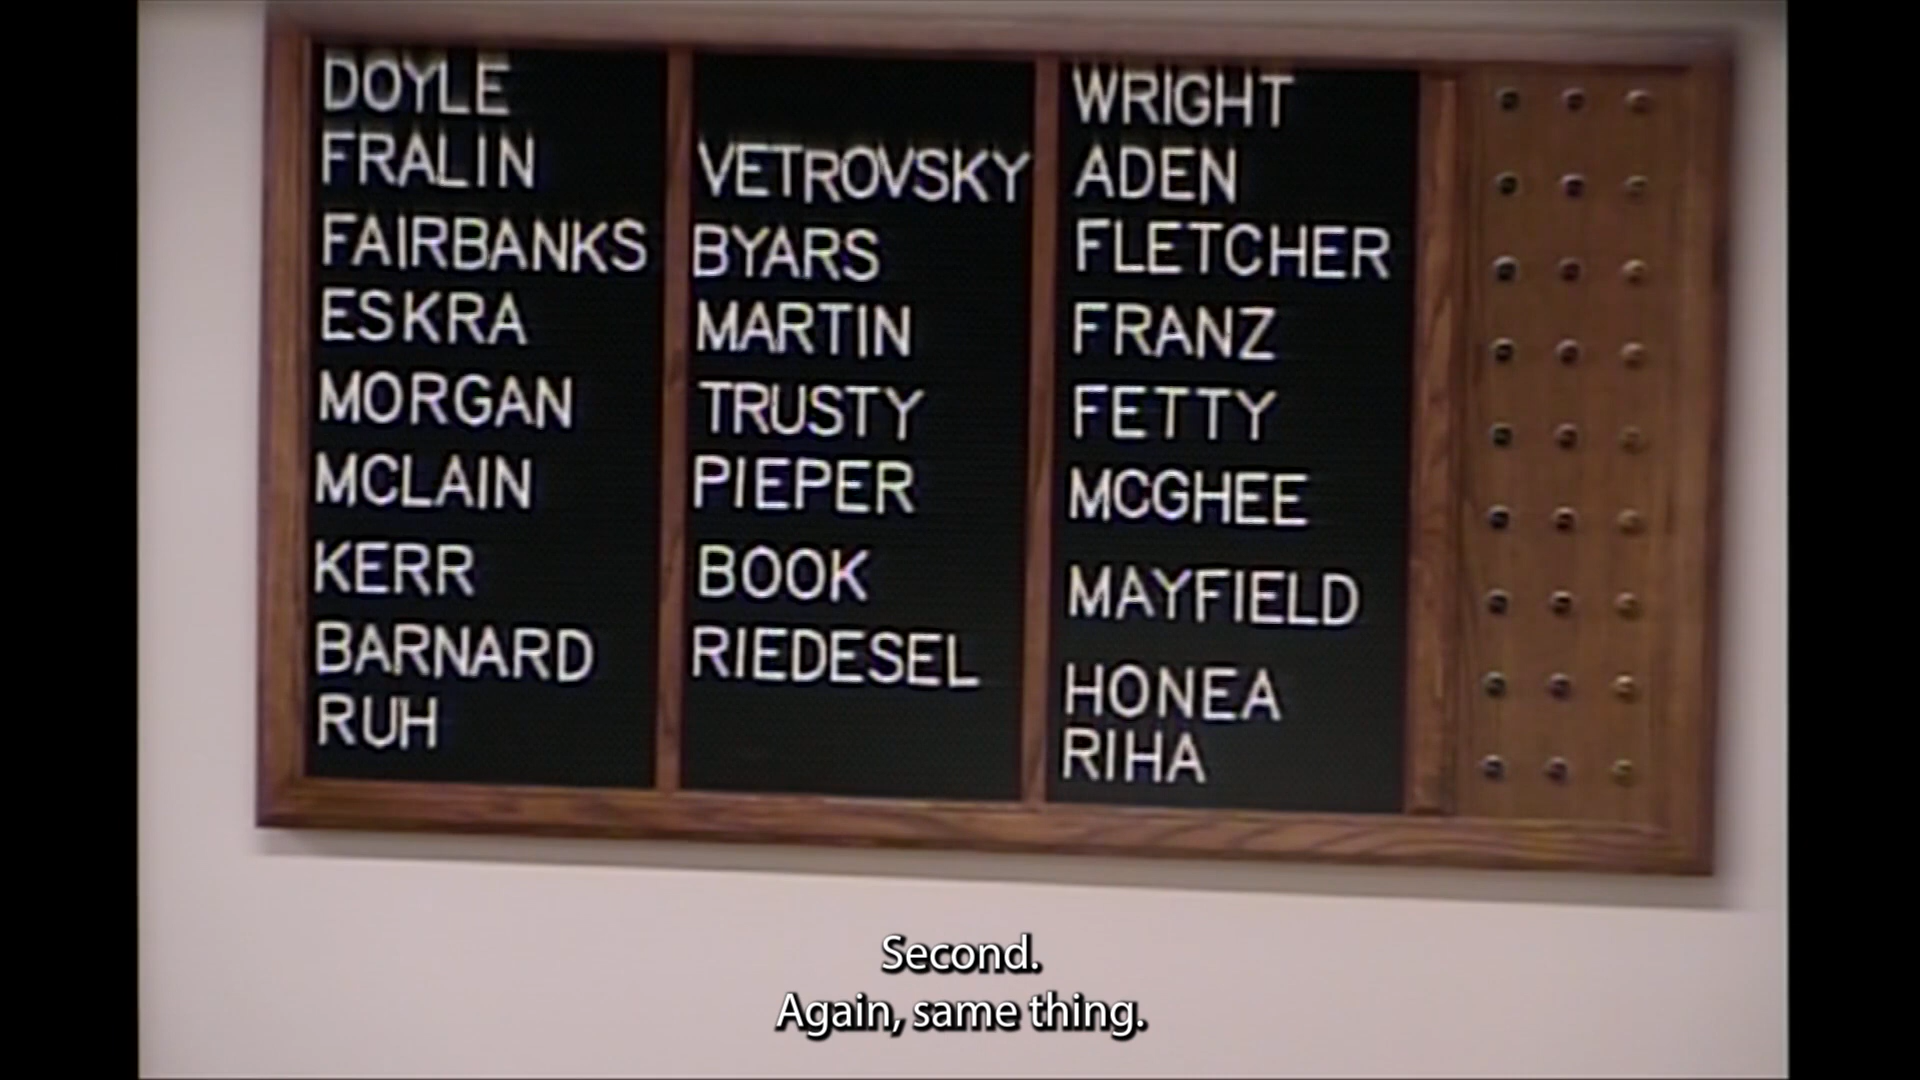 DOYLE
FRALIN
FAIRBANKS
ESKRA
MORGAN
MCLAIN
KERR
BARNARD
RUH
VETROVSKY
BYARS
MARTIN
TRUSTY
PIEPER
BOOK
RIEDESEL
WRIGHT
ADEN
FLETCHER
FRANZ
FETTY
MCGHEE
MAYFIELD
HONEA
RIHA
Second.
Again, same thing.